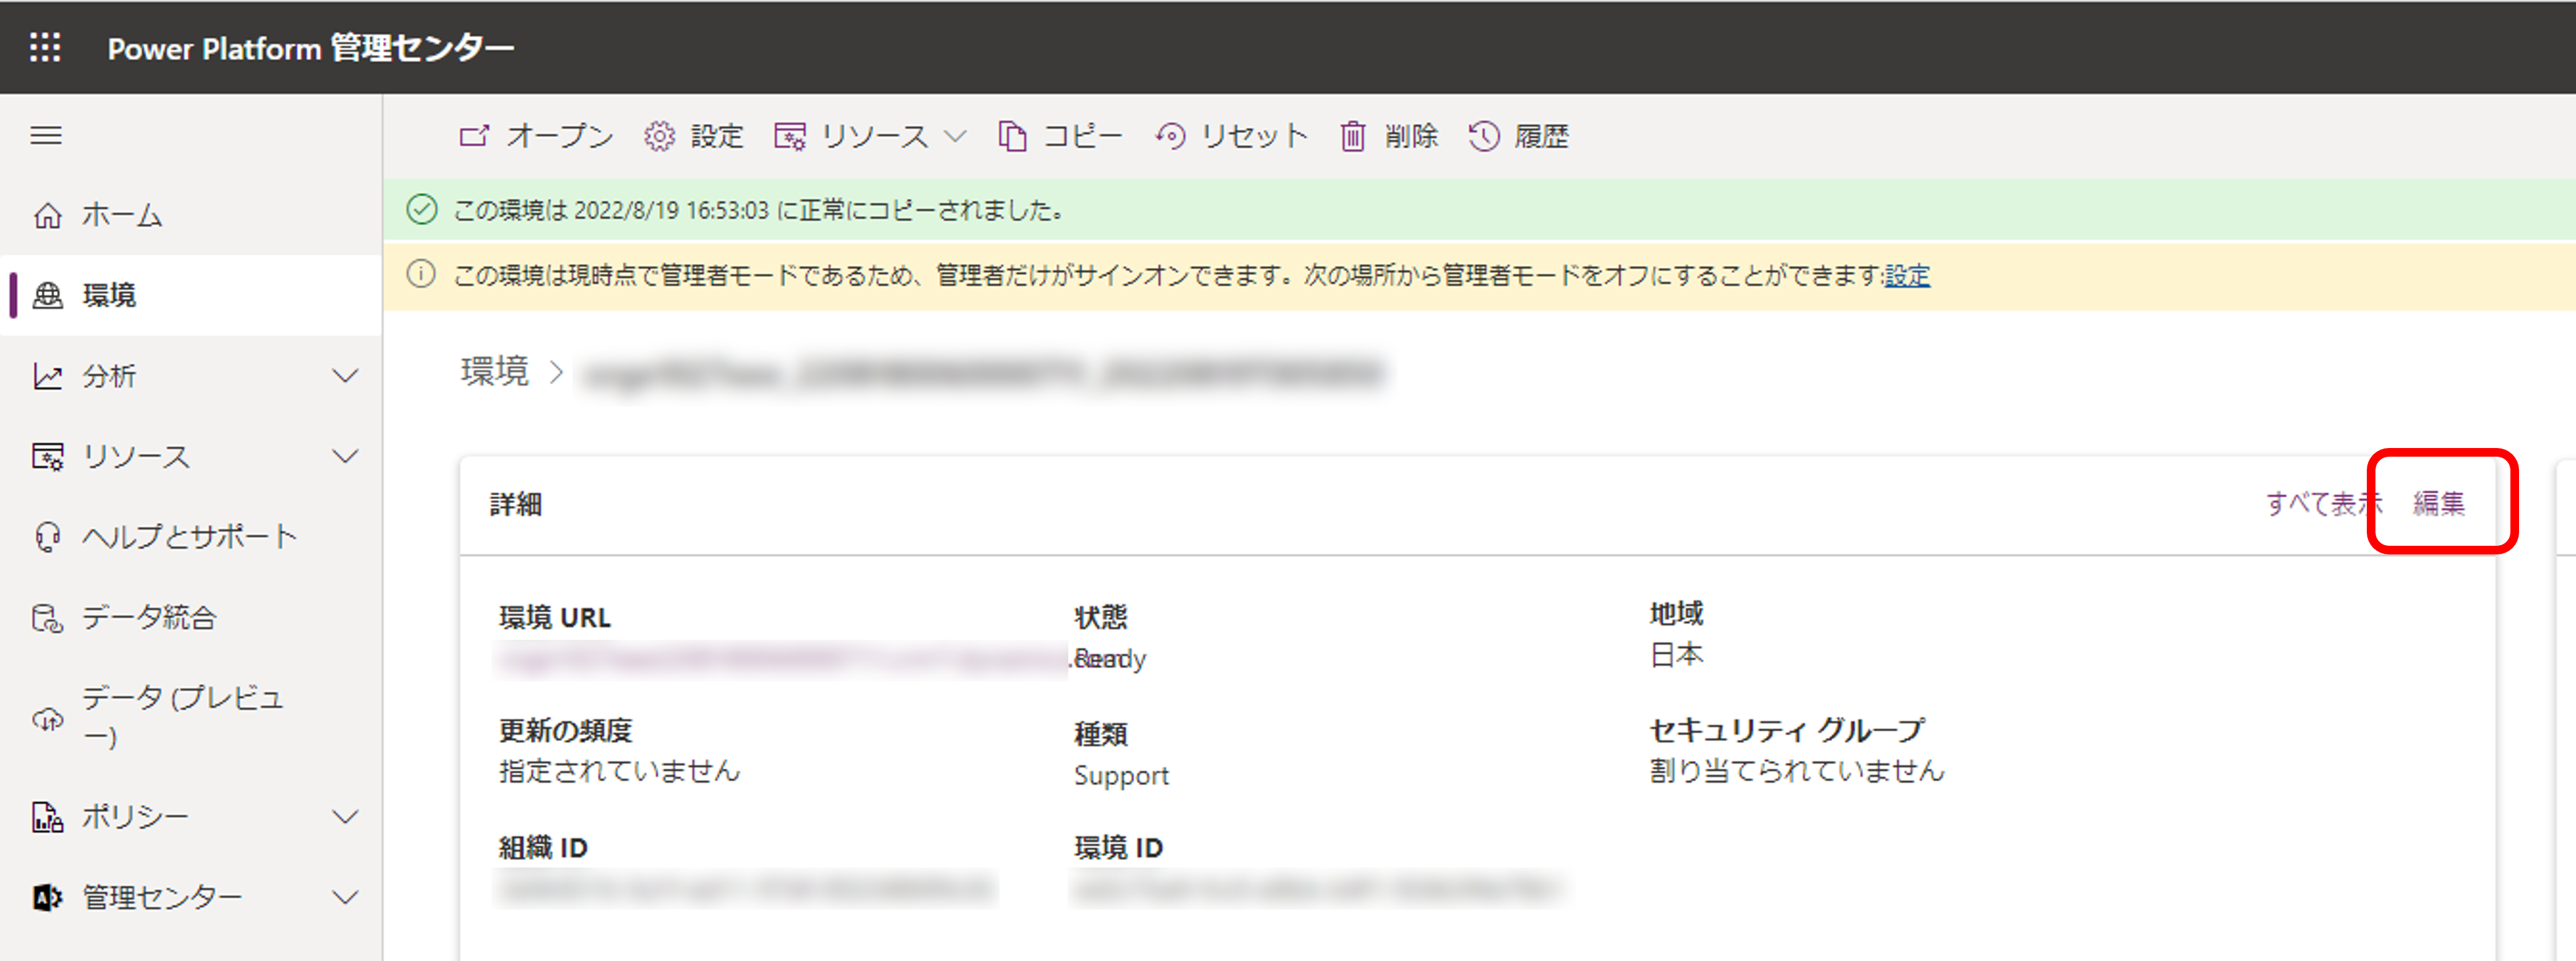 Power Platform 管理センター
オープン 設定 リソース コピー リセット 削除 履歴
この環境は 2022/8/19 16:53:03 に正常にコピーされました。
この環境は現時点で管理者モードであるため、管理者だけがサインオンできます。次の場所から管理者モードをオフにすることができます:設定
ホーム
環境
分析
リソース
ヘルプとサポート
データ統合
データ (プレビュ
ー)
ポリシー
管理センター
環境 >
詳細
すべて表示 編集
環境 URL
状態
Ready
地域
日本
更新の頻度
指定されていません
種類
Support
セキュリティ グループ
割り当てられていません
組織 ID
環境 ID